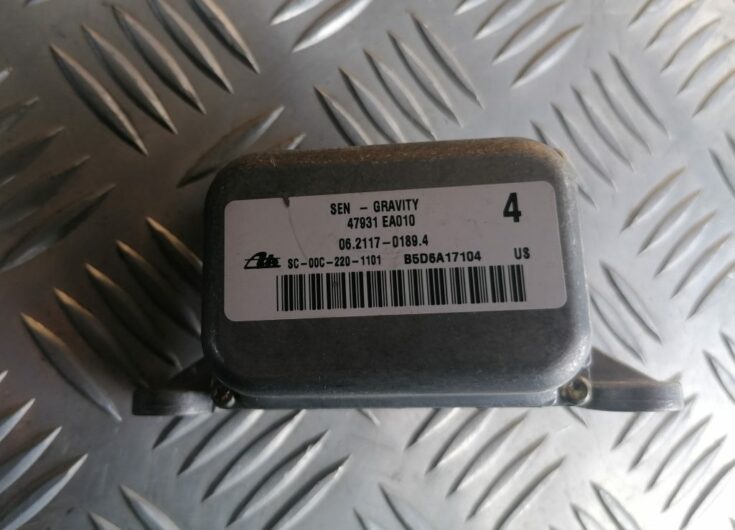 SEN - GRAVITY
47931 EA010
4
06.2117-0189.4
Ate SC-00C-220-1101 B5D6A17104 US